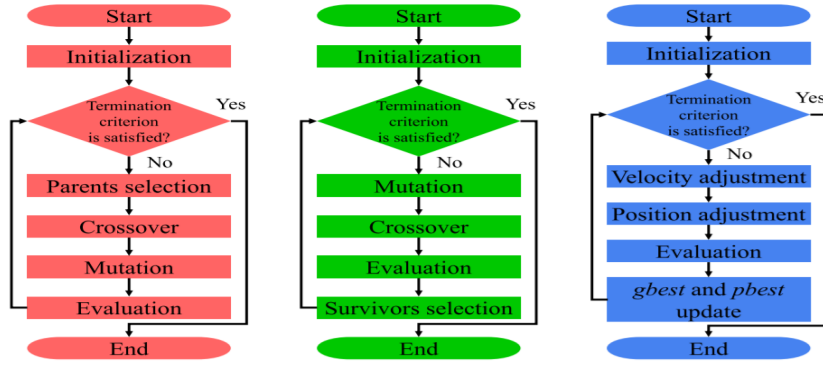 Start
Initialization
Termination
criterion
is satisfied?
Yes
No
Parents selection
Crossover
Mutation
Evaluation
End
Start
Initialization
Termination
criterion
is satisfied?
Yes
No
Mutation
Crossover
Evaluation
Survivors selection
End
Start
Initialization
Termination
criterion
is satisfied?
Yes
No
Velocity adjustment
Position adjustment
Evaluation
gbest and pbest
update
End